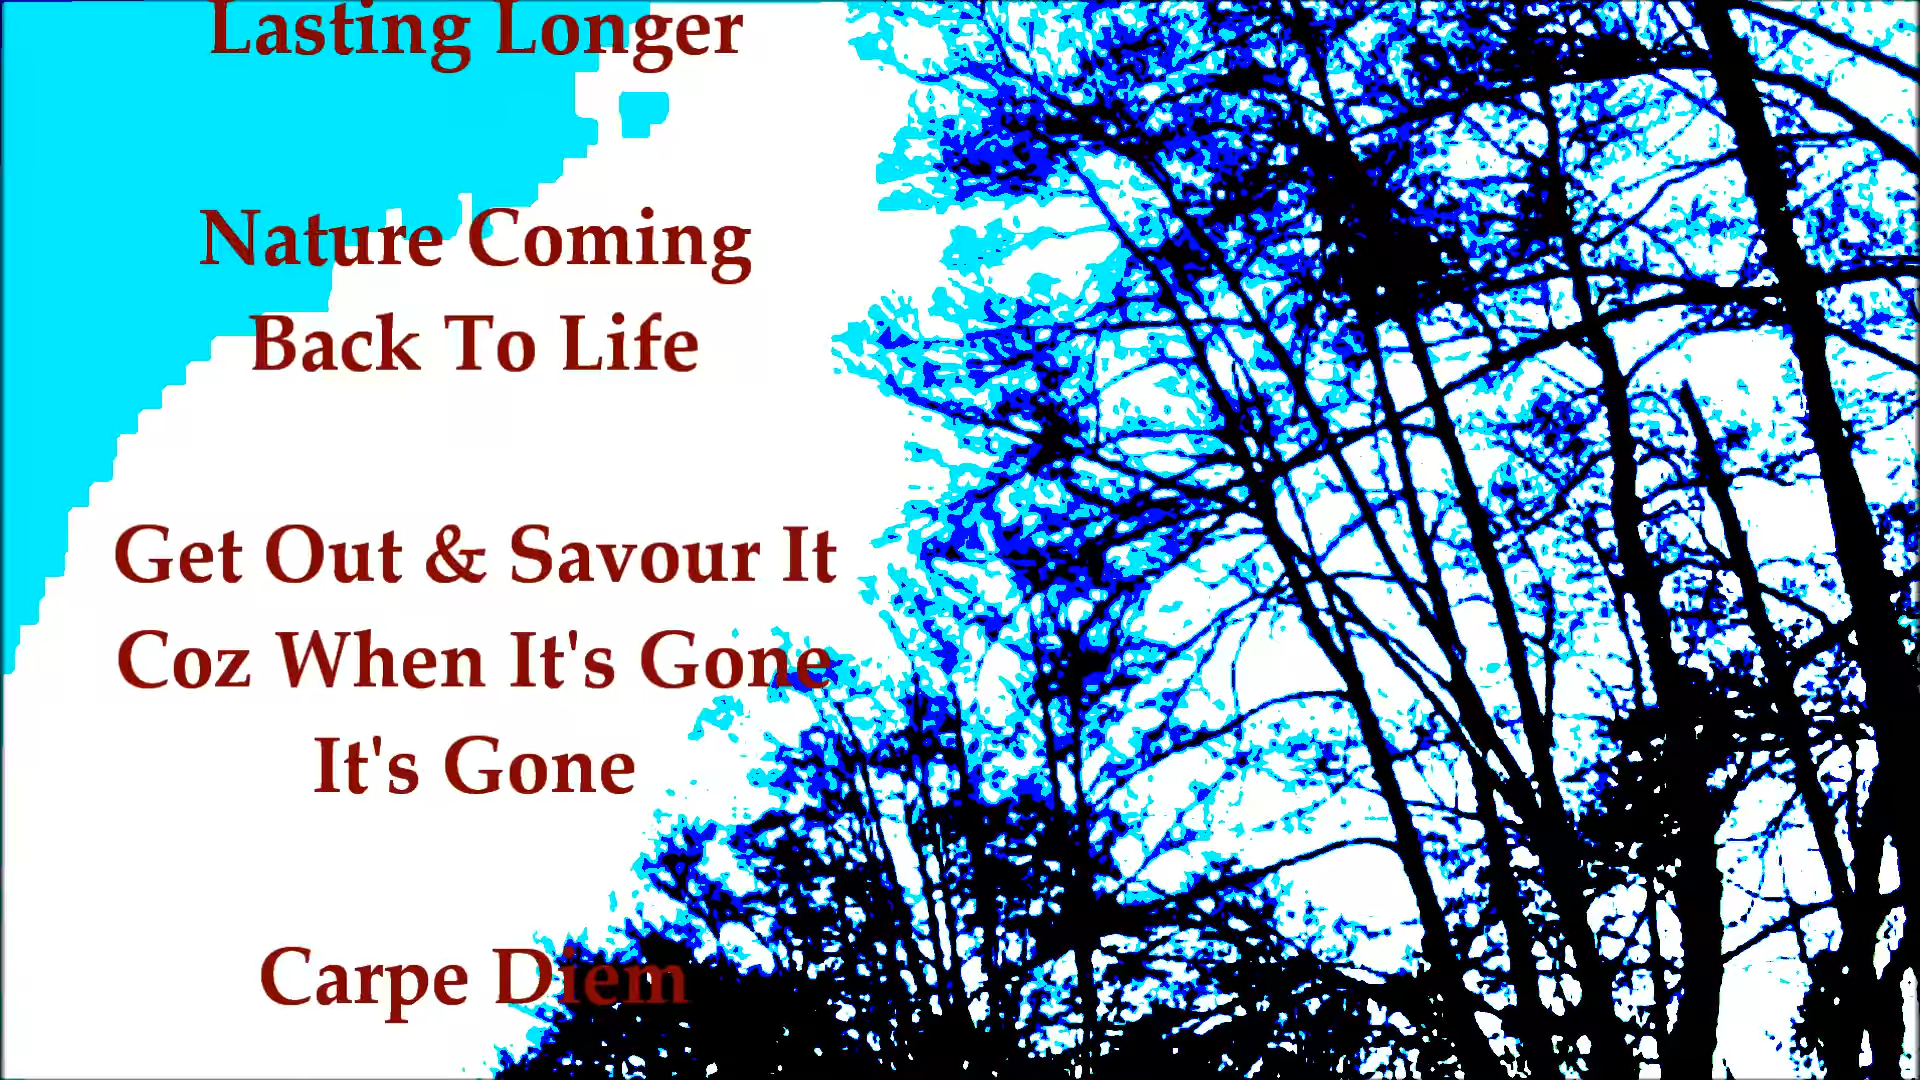 Lasting Longer
Nature Coming
Back To Life
Get Out & Savour It
Coz When It's Gone
It's Gone
Carpe Diem